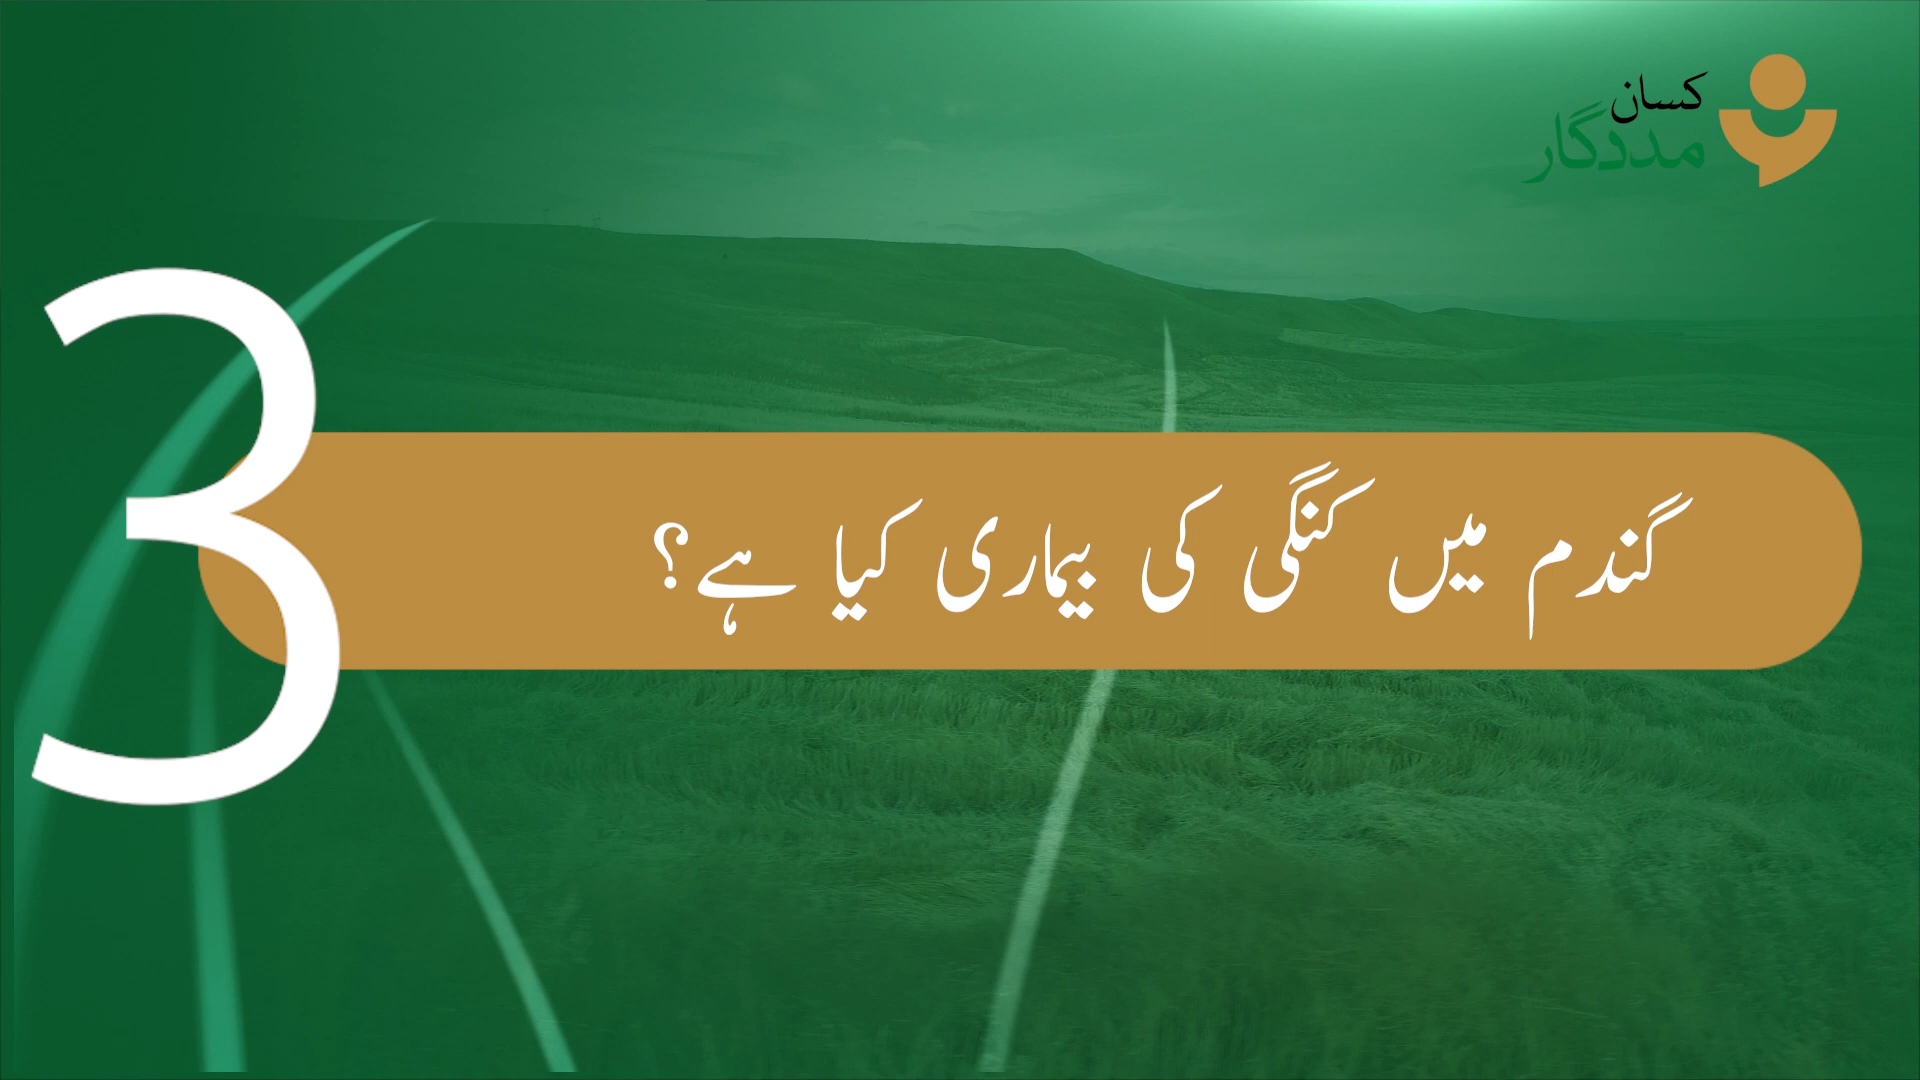 کسان
مددگار
3
گندم میں کنگی کی بیماری کیا ہے؟